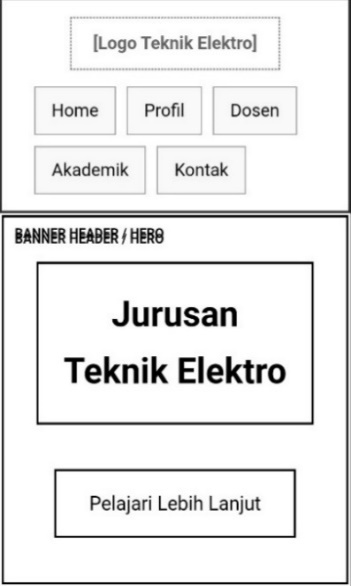 [Logo Teknik Elektro]
Home Profil Dosen
Akademik Kontak
BANNER HEADER / HERO
Jurusan
Teknik Elektro
Pelajari Lebih Lanjut